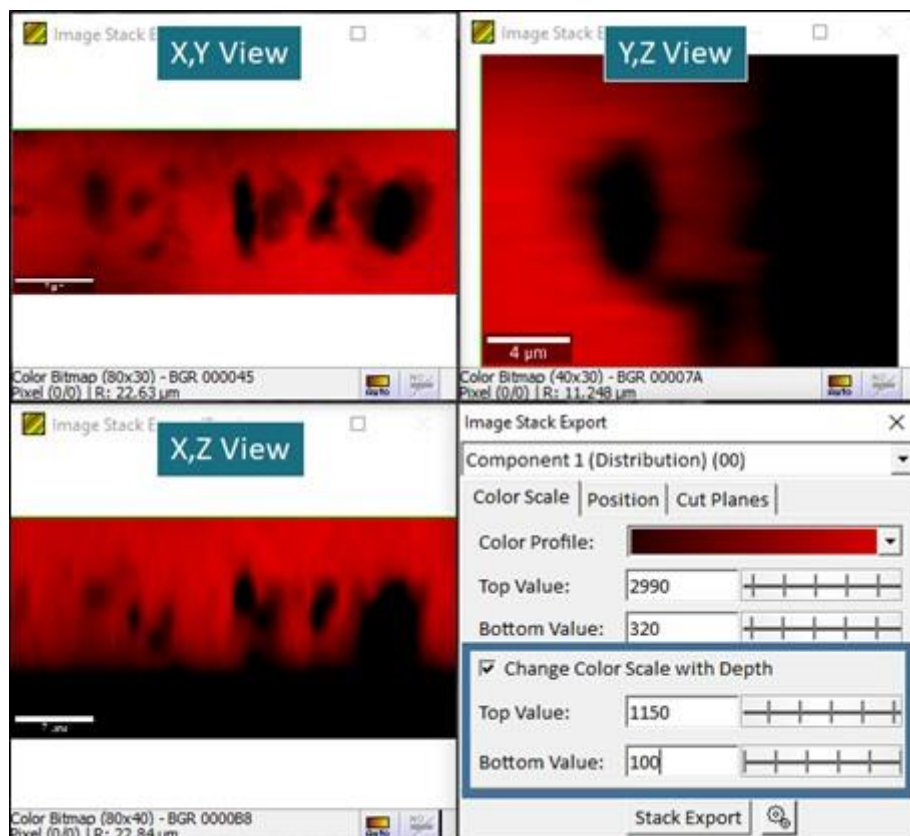 Image Stack E
X,Y View
Color Bitmap (80x30) - BGR 000045
Pixel (0/0) | R: 22.63 µm
AUTO
Image Stack E
Y,Z View
4 µm
Color Bitmap (40x30) - BGR 00007A
Pixel (0/0) | R: 11.248 µm
AUTO
Image Stack E
X,Z View
Color Bitmap (80x40) - BGR 0000B8
Pixel (0/0) | R: 22.84 µm
AUTO
Image Stack Export
Component 1 (Distribution) (00)
Color Scale Position Cut Planes
Color Profile:
Top Value: 2990
Bottom Value: 320
Change Color Scale with Depth
Top Value: 1150
Bottom Value: 100
Stack Export